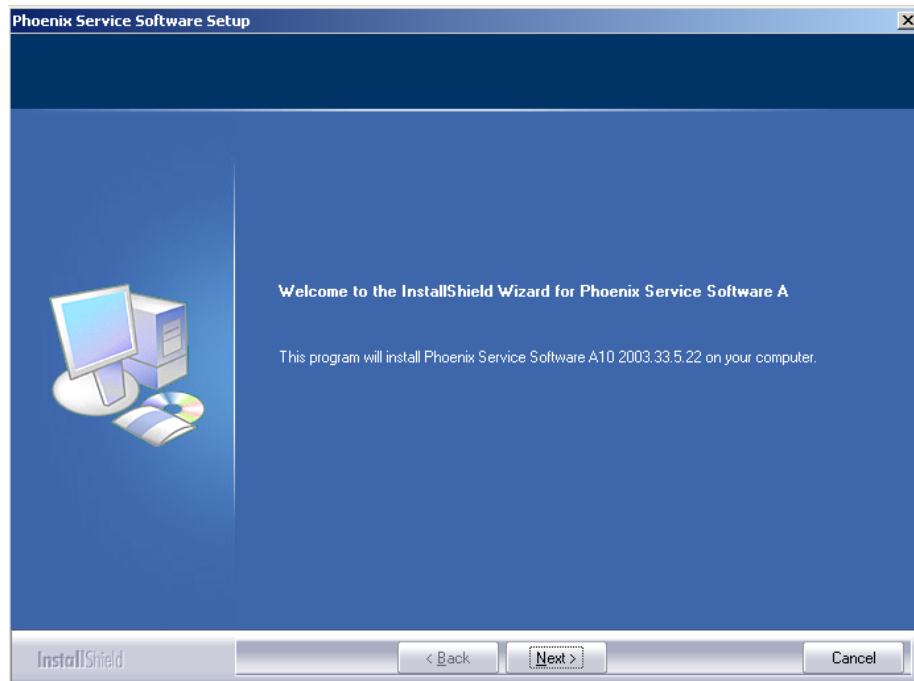 Phoenix Service Software Setup
Welcome to the InstallShield Wizard for Phoenix Service Software A
This program will install Phoenix Service Software A10 2003.33.5.22 on your computer.
InstallShield
< Back
Next >
Cancel